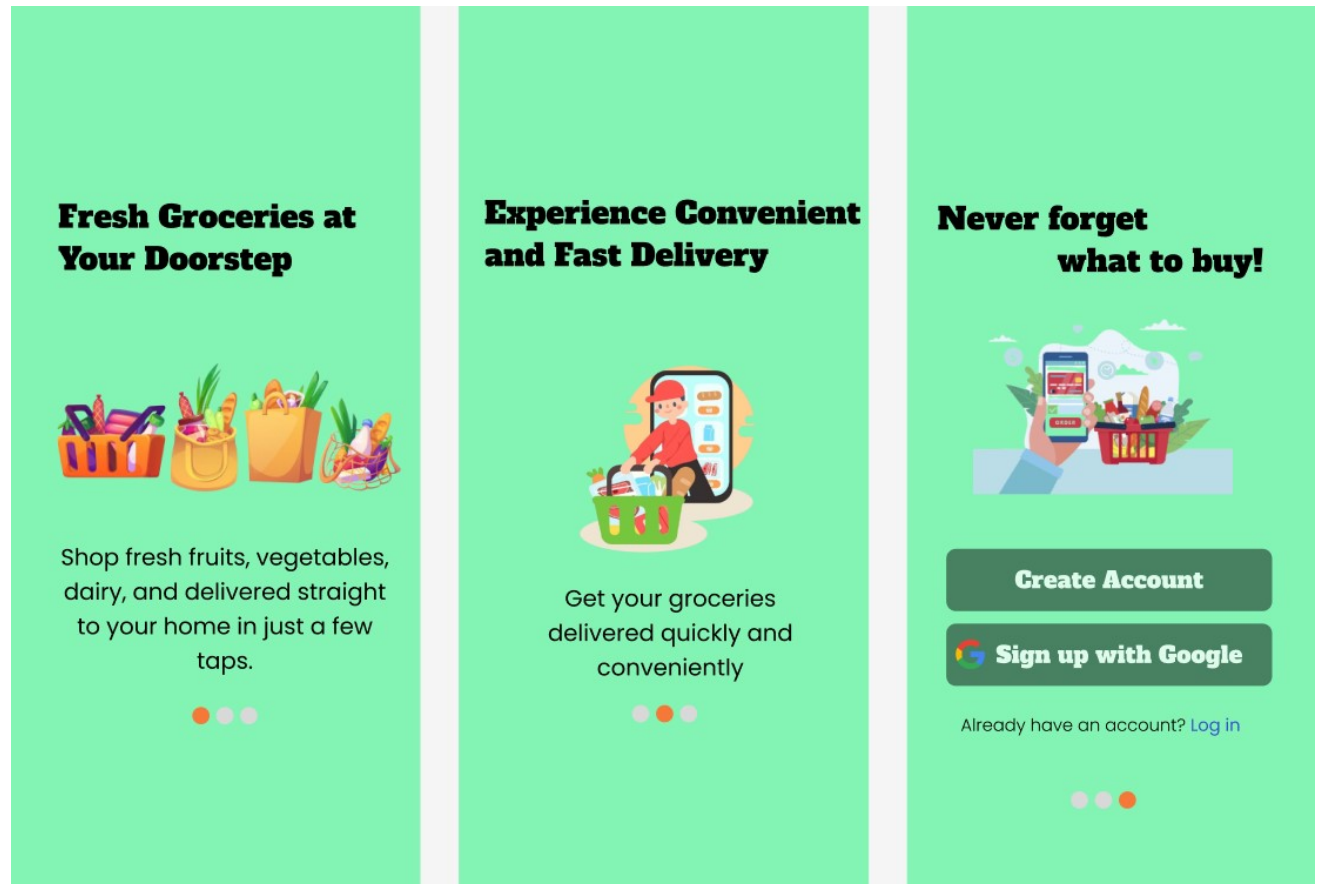 Fresh Groceries at
Your Doorstep
Shop fresh fruits, vegetables,
dairy, and delivered straight
to your home in just a few
taps.
Experience Convenient
and Fast Delivery
Get your groceries
delivered quickly and
conveniently
Never forget
what to buy!
ORDER
Create Account
Sign up with Google
Already have an account? Log in